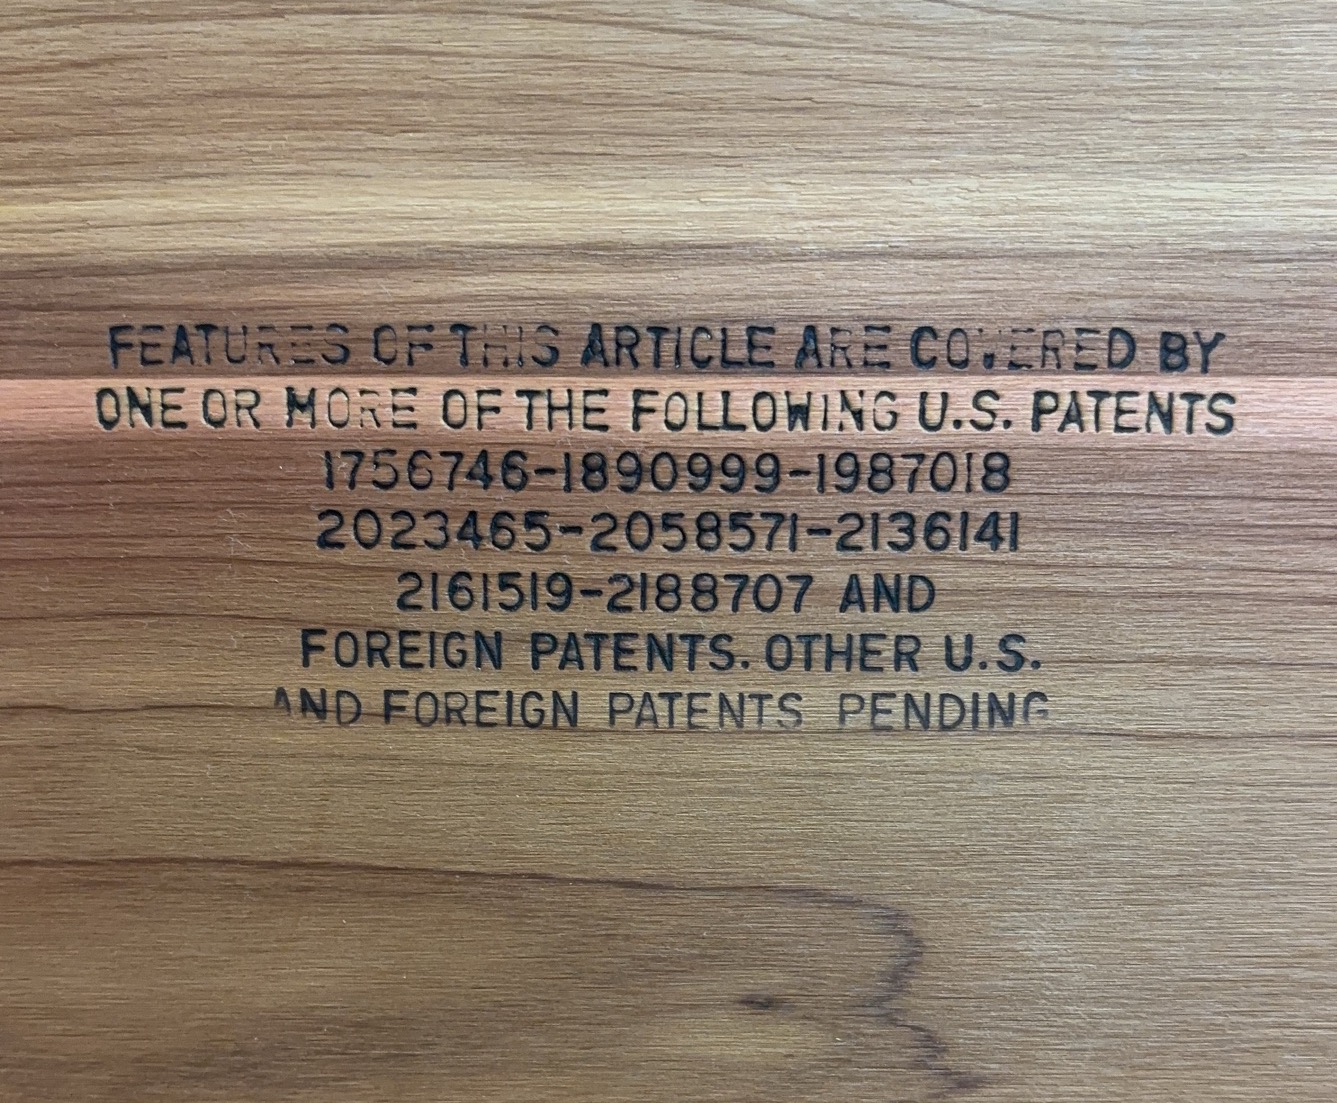 FEATURES OF THIS ARTICLE ARE COVERED BY
ONE OR MORE OF THE FOLLOWING U.S. PATENTS
1756746-1890999-1987018
2023465-2058571-2136141
2161519-2188707 AND
FOREIGN PATENTS. OTHER U.S.
AND FOREIGN PATENTS PENDING